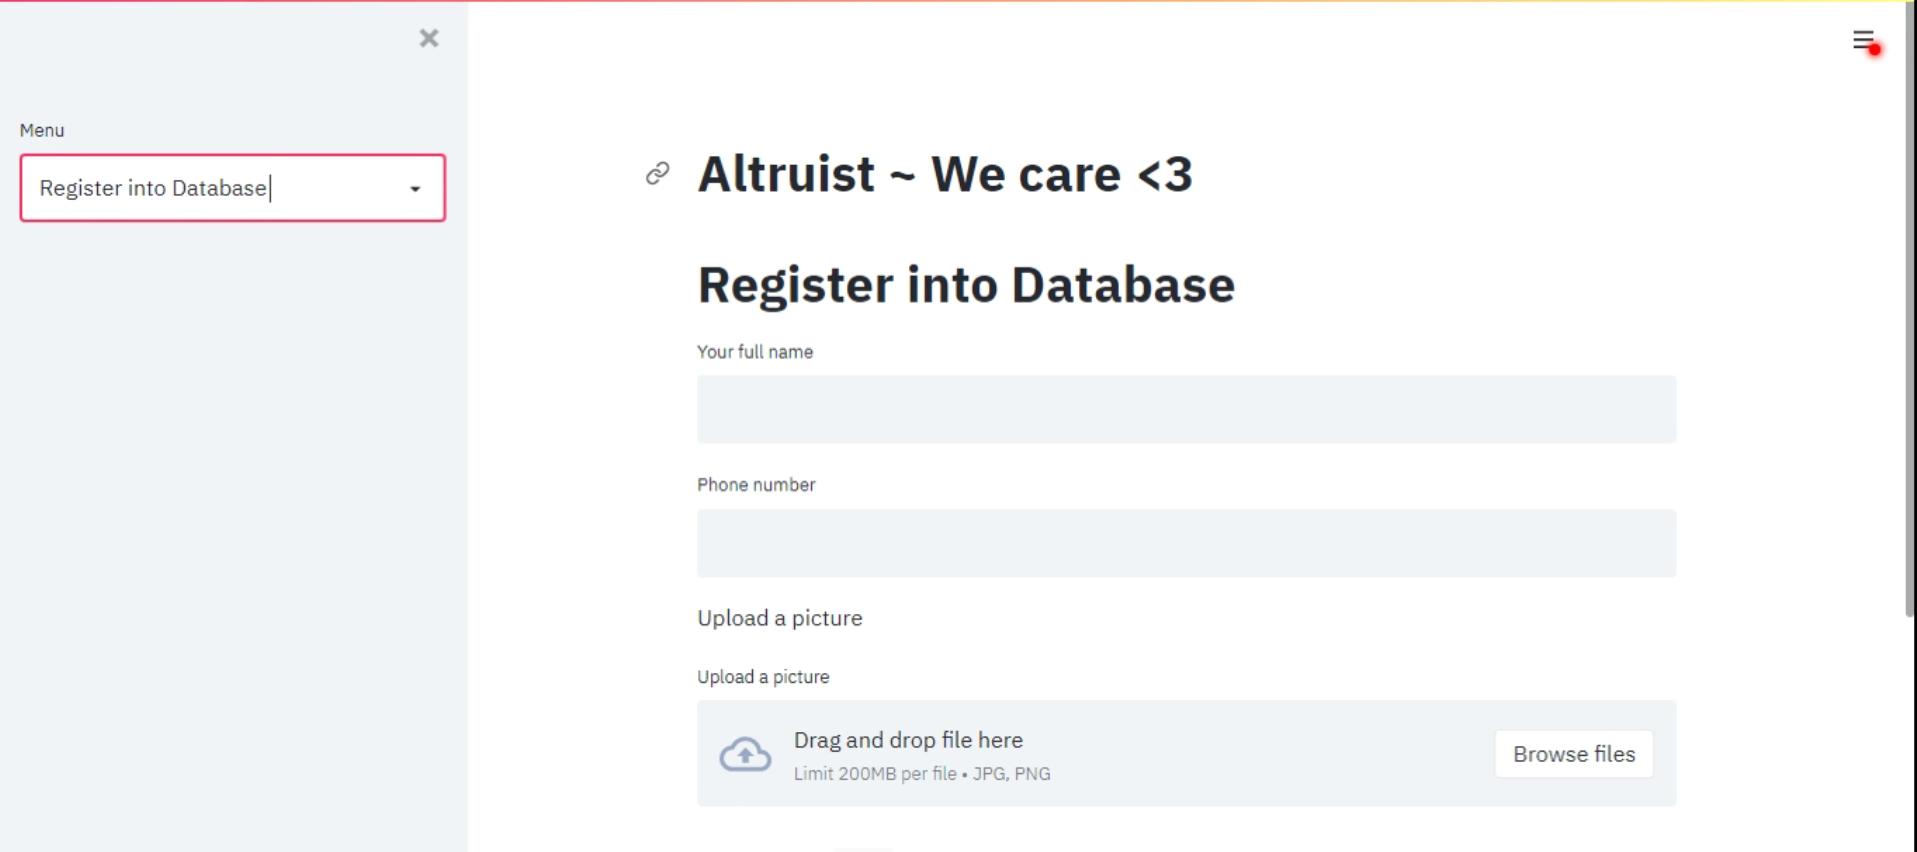 Menu
Register into Database
Altruist ~ We care <3
Register into Database
Your full name
Phone number
Upload a picture
Upload a picture
Drag and drop file here
Limit 200MB per file • JPG, PNG
Browse files